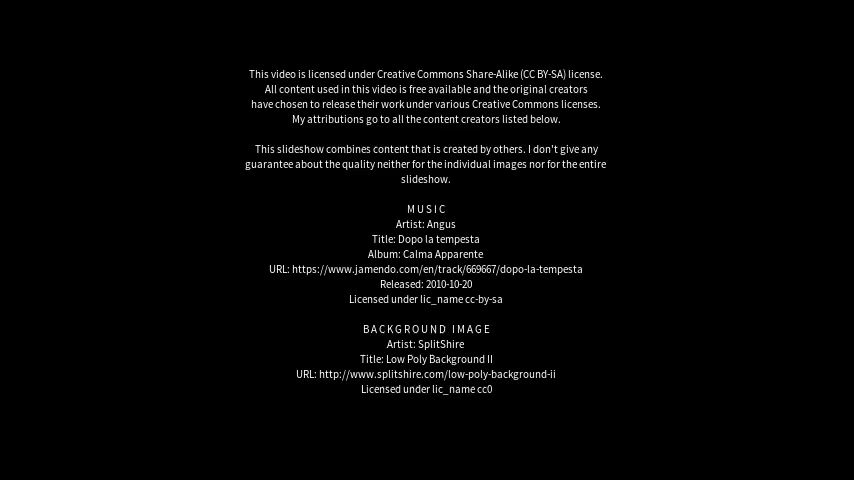 This video is licensed under Creative Commons Share-Alike (CC BY-SA) license.
All content used in this video is free available and the original creators
have chosen to release their work under various Creative Commons licenses.
My attributions go to all the content creators listed below.
This slideshow combines content that is created by others. I don't give any
guarantee about the quality neither for the individual images nor for the entire
slideshow.
MUSIC
Artist: Angus
Title: Dopo la tempesta
Album: Calma Apparente
URL: https://www.jamendo.com/en/track/669667/dopo-la-tempesta
Released: 2010-10-20
Licensed under lic_name cc-by-sa
BACKGROUND IMAGE
Artist: SplitShire
Title: Low Poly Background II
URL: http://www.splitshire.com/low-poly-background-ii
Licensed under lic_name cc0